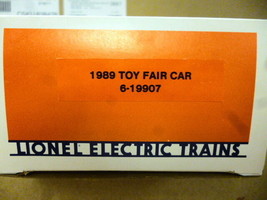 1989 TOY FAIR CAR
6-19907
LIONEL ELECTRIC TRAINS